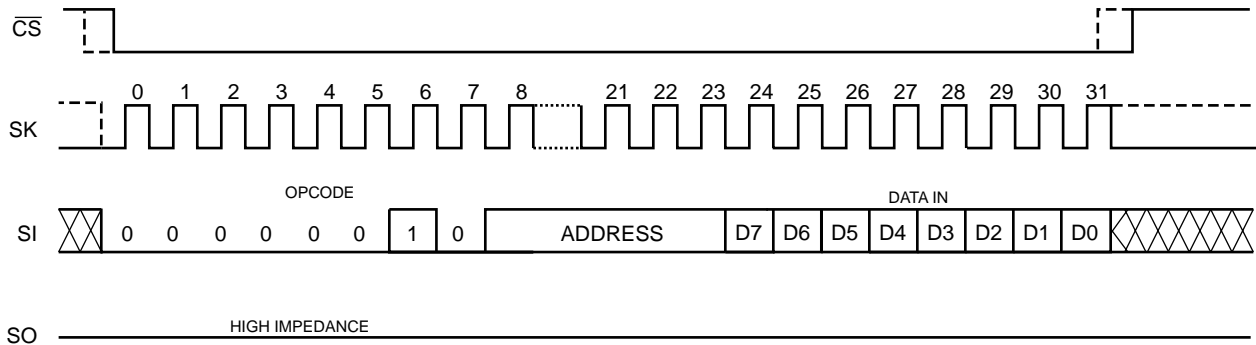 CS
0 1 2 3 4 5 6 7 8 21 22 23 24 25 26 27 28 29 30 31
SK
OPCODE DATA IN
SI 0 0 0 0 0 0 1 0 ADDRESS D7 D6 D5 D4 D3 D2 D1 D0
HIGH IMPEDANCE
SO